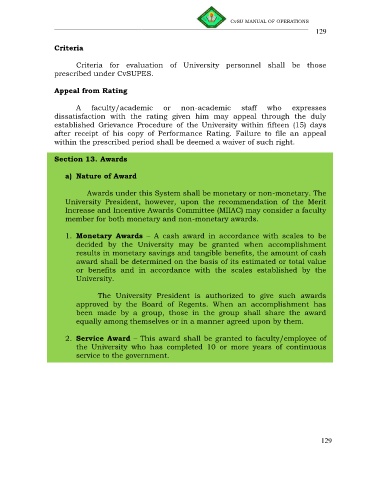 CvSU MANUAL OF OPERATIONS
129
Criteria
Criteria for evaluation of University personnel shall be those
prescribed under CvSUPES.
Appeal from Rating
A faculty/academic or non-academic staff who expresses
dissatisfaction with the rating given him may appeal through the duly
established Grievance Procedure of the University within fifteen (15) days
after receipt of his copy of Performance Rating. Failure to file an appeal
within the prescribed period shall be deemed a waiver of such right.
Section 13. Awards
a) Nature of Award
Awards under this System shall be monetary or non-monetary. The
University President, however, upon the recommendation of the Merit
Increase and Incentive Awards Committee (MIIAC) may consider a faculty
member for both monetary and non-monetary awards.
1. Monetary Awards – A cash award in accordance with scales to be
decided by the University may be granted when accomplishment
results in monetary savings and tangible benefits, the amount of cash
award shall be determined on the basis of its estimated or total value
or benefits and in accordance with the scales established by the
University.
The University President is authorized to give such awards
approved by the Board of Regents. When an accomplishment has
been made by a group, those in the group shall share the award
equally among themselves or in a manner agreed upon by them.
2. Service Award – This award shall be granted to faculty/employee of
the University who has completed 10 or more years of continuous
service to the government.
129